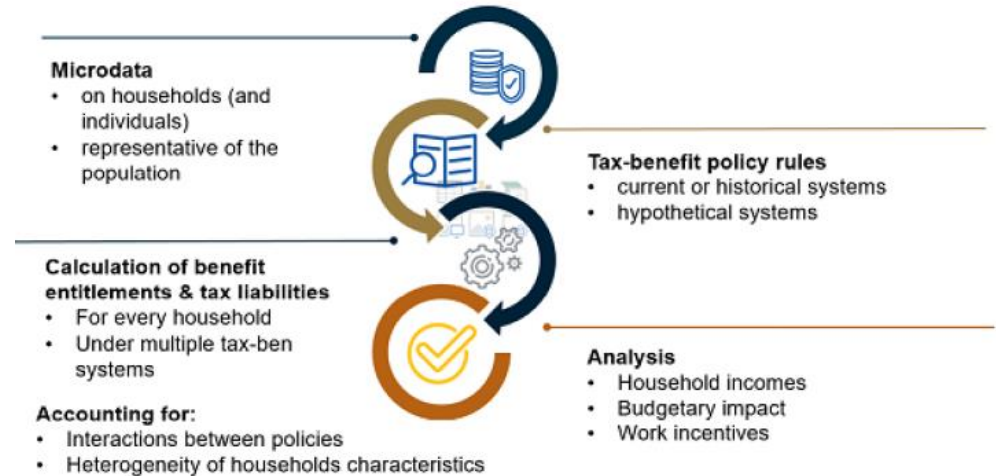 Microdata
• on households (and
individuals)
• representative of the
population
Tax-benefit policy rules
• current or historical systems
• hypothetical systems
Calculation of benefit
entitlements & tax liabilities
• For every household
• Under multiple tax-ben
systems
Accounting for:
• Interactions between policies
• Heterogeneity of households characteristics
Analysis
• Household incomes
• Budgetary impact
• Work incentives